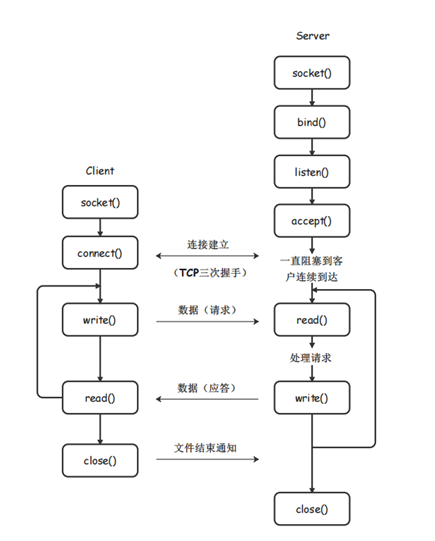 Server
socket()
bind()
listen()
Client
socket()
accept()
connect()
连接建立
（TCP三次握手）
一直阻塞到客
户连续到达
write()
数据（请求）
read()
处理请求
read()
数据（应答）
write()
close()
文件结束通知
close()